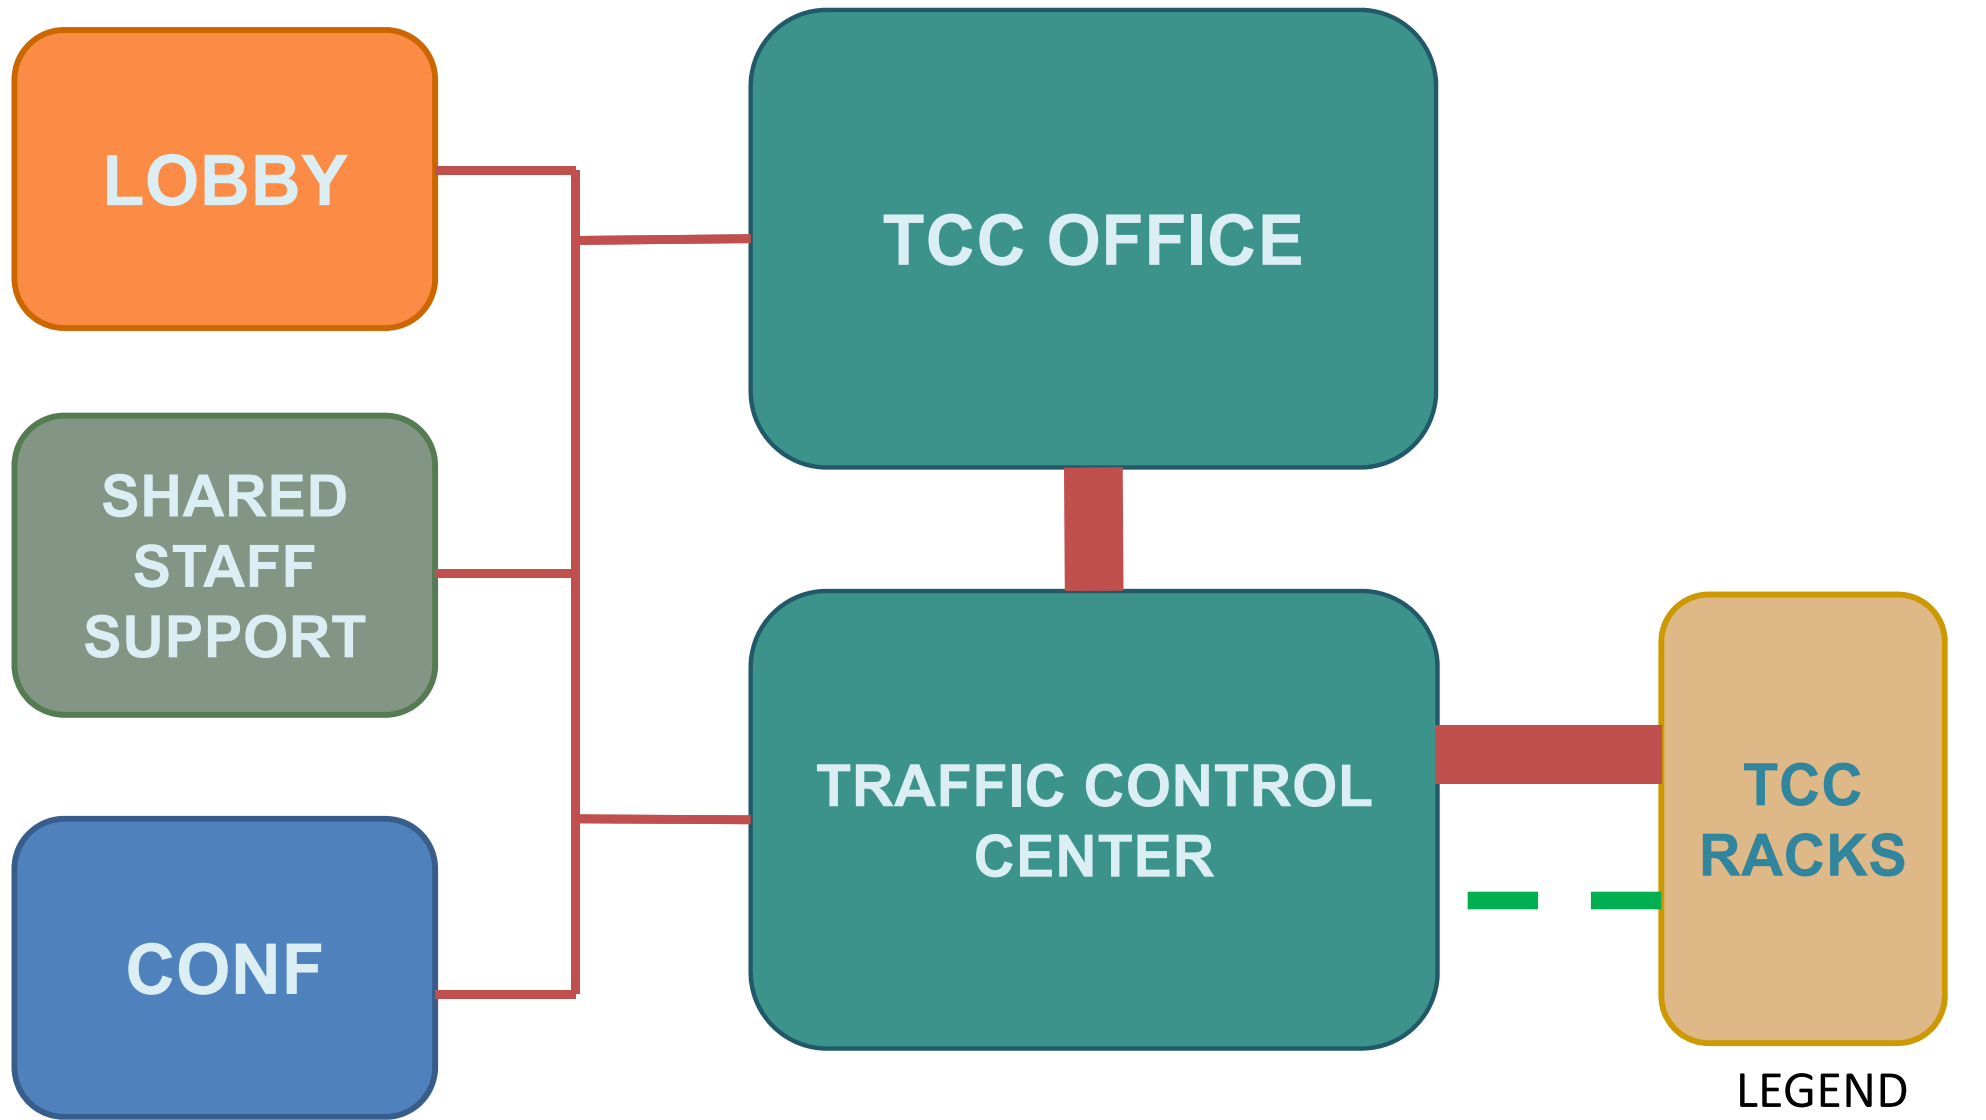 LOBBY
TCC OFFICE
SHARED
STAFF
SUPPORT
TRAFFIC CONTROL
CENTER
TCC
RACKS
CONF
LEGEND